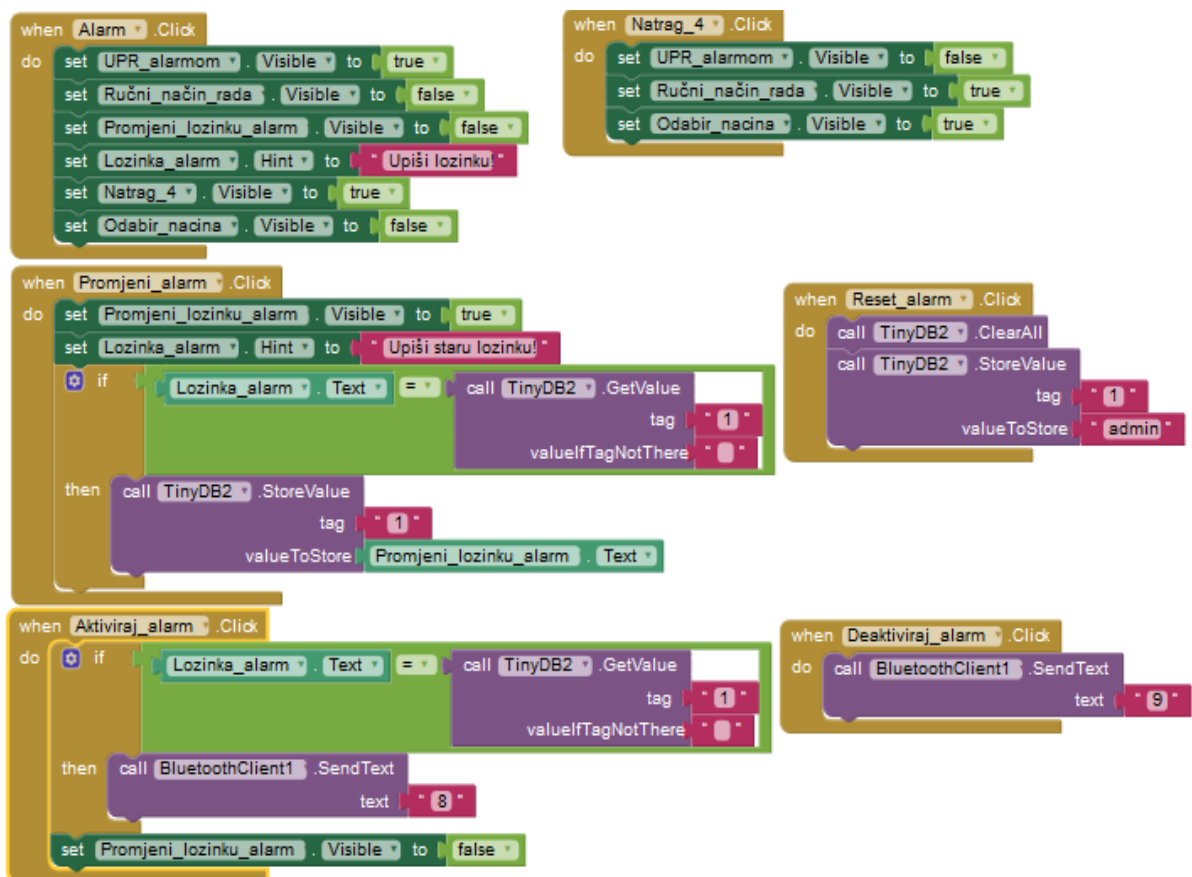 when Alarm .Click
do set UPR_alarmom . Visible to true
set Ručni_način_rada . Visible to false
set Promjeni_lozinku_alarm . Visible to false
set Lozinka_alarm . Hint to " Upiši lozinku! "
set Natrag_4 . Visible to true
set Odabir_nacina . Visible to false
when Natrag_4 .Click
do set UPR_alarmom . Visible to false
set Ručni_način_rada . Visible to true
set Odabir_nacina . Visible to true
when Promjeni_alarm .Click
do set Promjeni_lozinku_alarm . Visible to true
set Lozinka_alarm . Hint to " Upiši staru lozinku! "
if Lozinka_alarm . Text = call TinyDB2 .GetValue
tag " 1 "
valueIfTagNotThere " "
then call TinyDB2 .StoreValue
tag " 1 "
valueToStore Promjeni_lozinku_alarm . Text
when Reset_alarm .Click
do call TinyDB2 .ClearAll
call TinyDB2 .StoreValue
tag " 1 "
valueToStore " admin "
when Aktiviraj_alarm .Click
do if Lozinka_alarm . Text = call TinyDB2 .GetValue
tag " 1 "
valueIfTagNotThere " "
then call BluetoothClient1 .SendText
text " 8 "
set Promjeni_lozinku_alarm . Visible to false
when Deaktiviraj_alarm .Click
do call BluetoothClient1 .SendText
text " 9 "